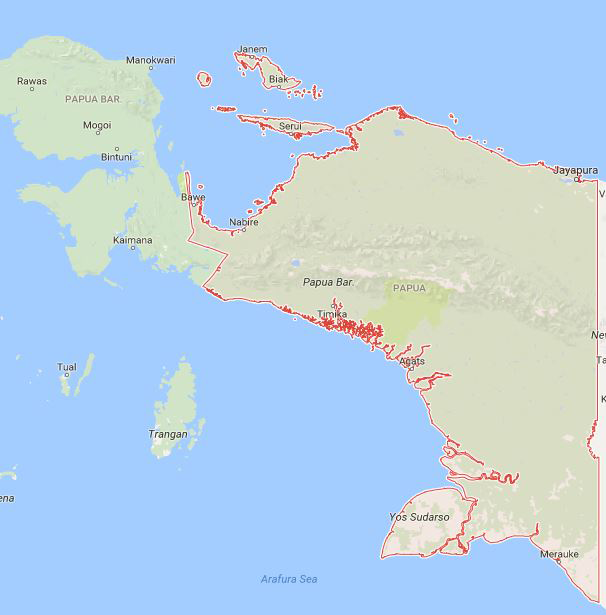 Janem
Manokwari
Biak
Rawas
PAPUA BAR.
Mogoi
Serui
Bintuni
Jayapura
V
Bawe
Nabire
Kaimana
Papua Bar.
PAPUA
Timika
New
Ta
Agats
Tual
K
Trangan
ena
Yos Sudarso
Merauke
Arafura Sea